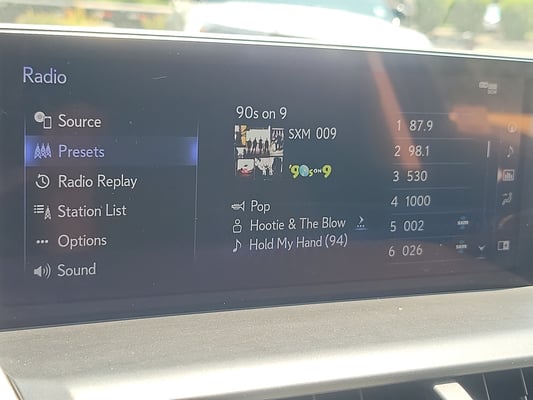 Radio
Source
Presets
Radio Replay
Station List
Options
Sound
90s on 9
SXM 009
'90s ON 9
Pop
Hootie & The Blow
Hold My Hand (94)
1 87.9
2 98.1
3 530
4 1000
5 002
6 026